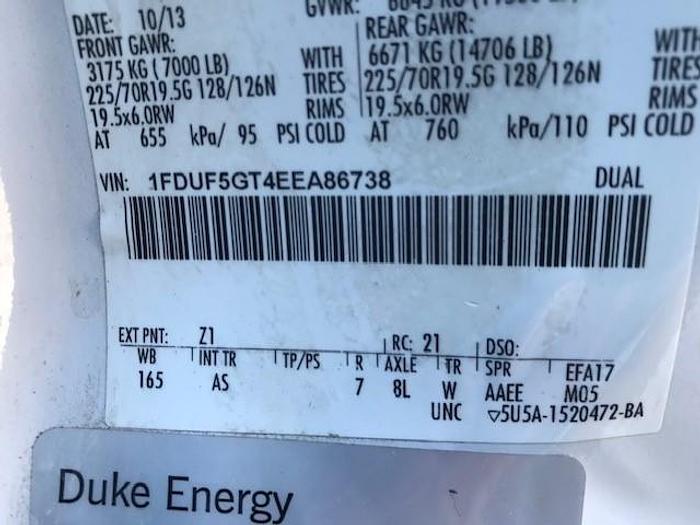 DATE: 10/13 GVWR:
FRONT GAWR: REAR GAWR:
3175 KG (7000 LB) WITH 6671 KG (14706 LB) WITH
225/70R19.5G 128/126N TIRES 225/70R19.5G 128/126N TIRES
19.5x6.0RW RIMS 19.5x6.0RW RIMS
AT 655 kPa/ 95 PSI COLD AT 760 kPa/110 PSI COLD
VIN: 1FDUF5GT4EEA86738 DUAL
EXT PNT: Z1 RC: 21 DSO:
WB INT TR TP/PS R AXLE TR SPR EFA17
165 AS 7 8L W AAEE M05
UNC ▽5U5A-1520472-BA
Duke Energy